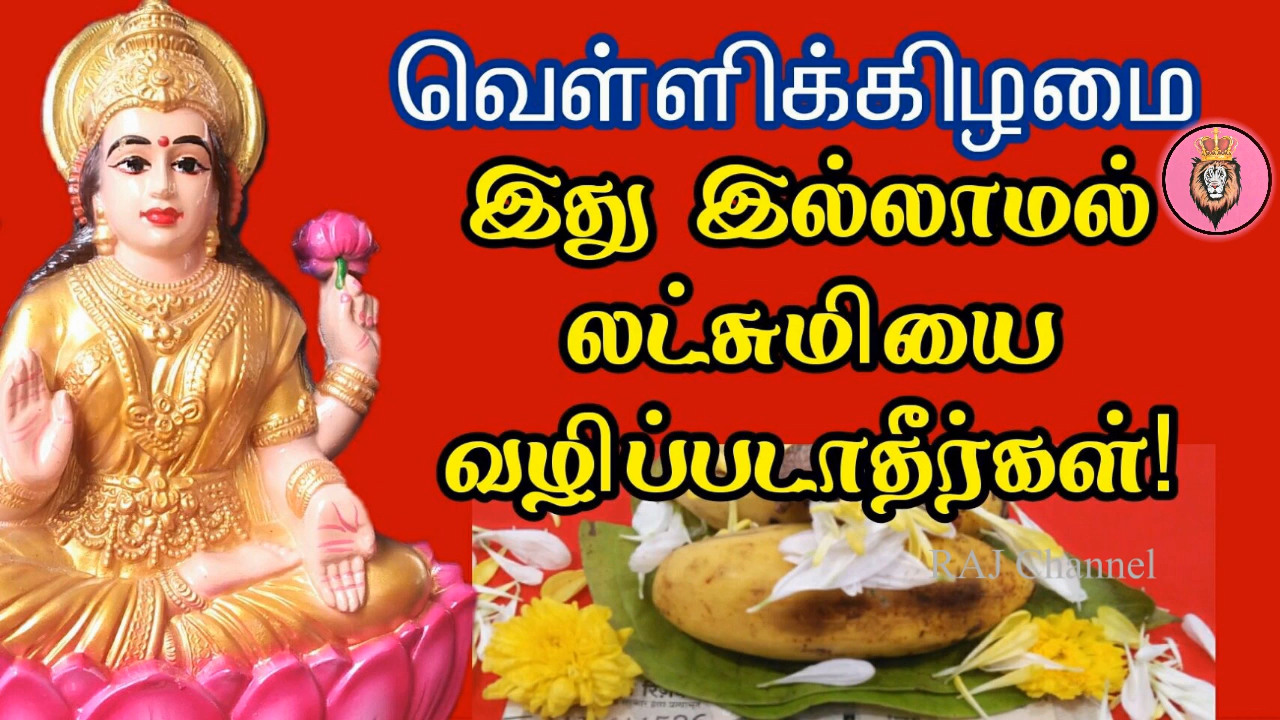 வெள்ளிக்கிழமை
இது இல்லாமல்
லட்சுமியை
வழிப்படாதீர்கள்!
RAJ Channel